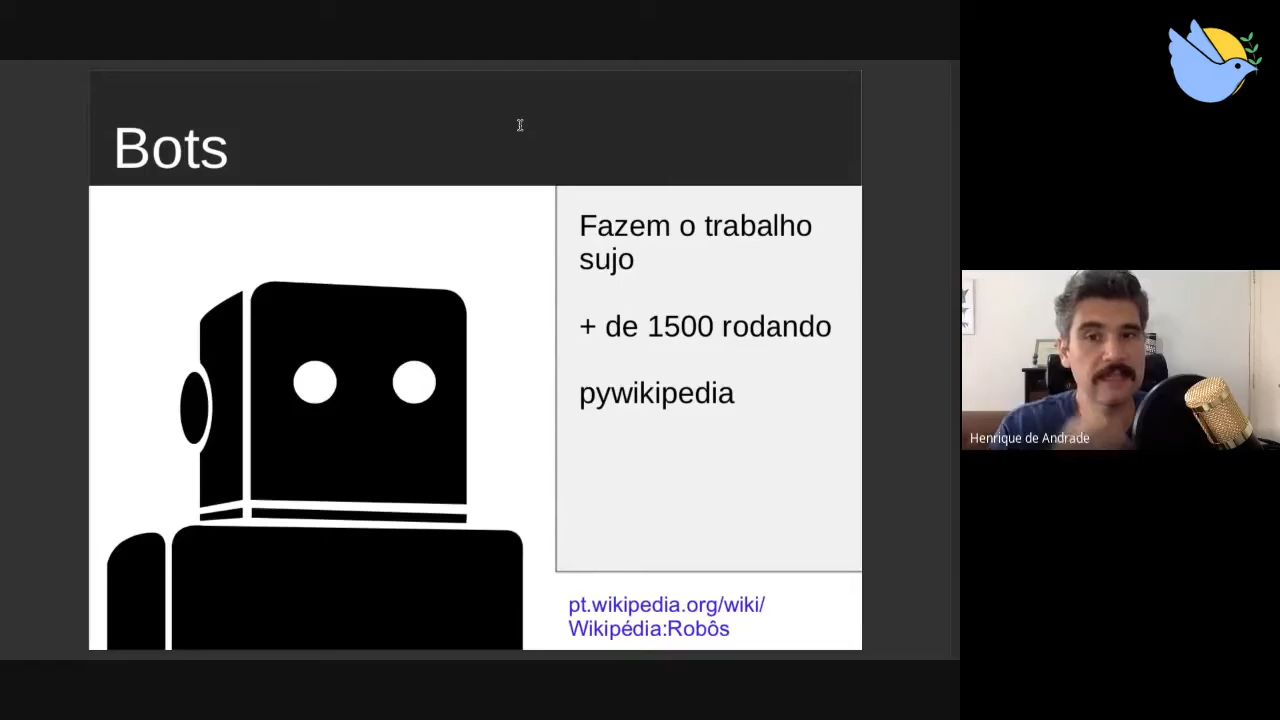 Bots
Fazem o trabalho
sujo
+ de 1500 rodando
pywikipedia
pt.wikipedia.org/wiki/
Wikipédia:Robôs
Henrique de Andrade